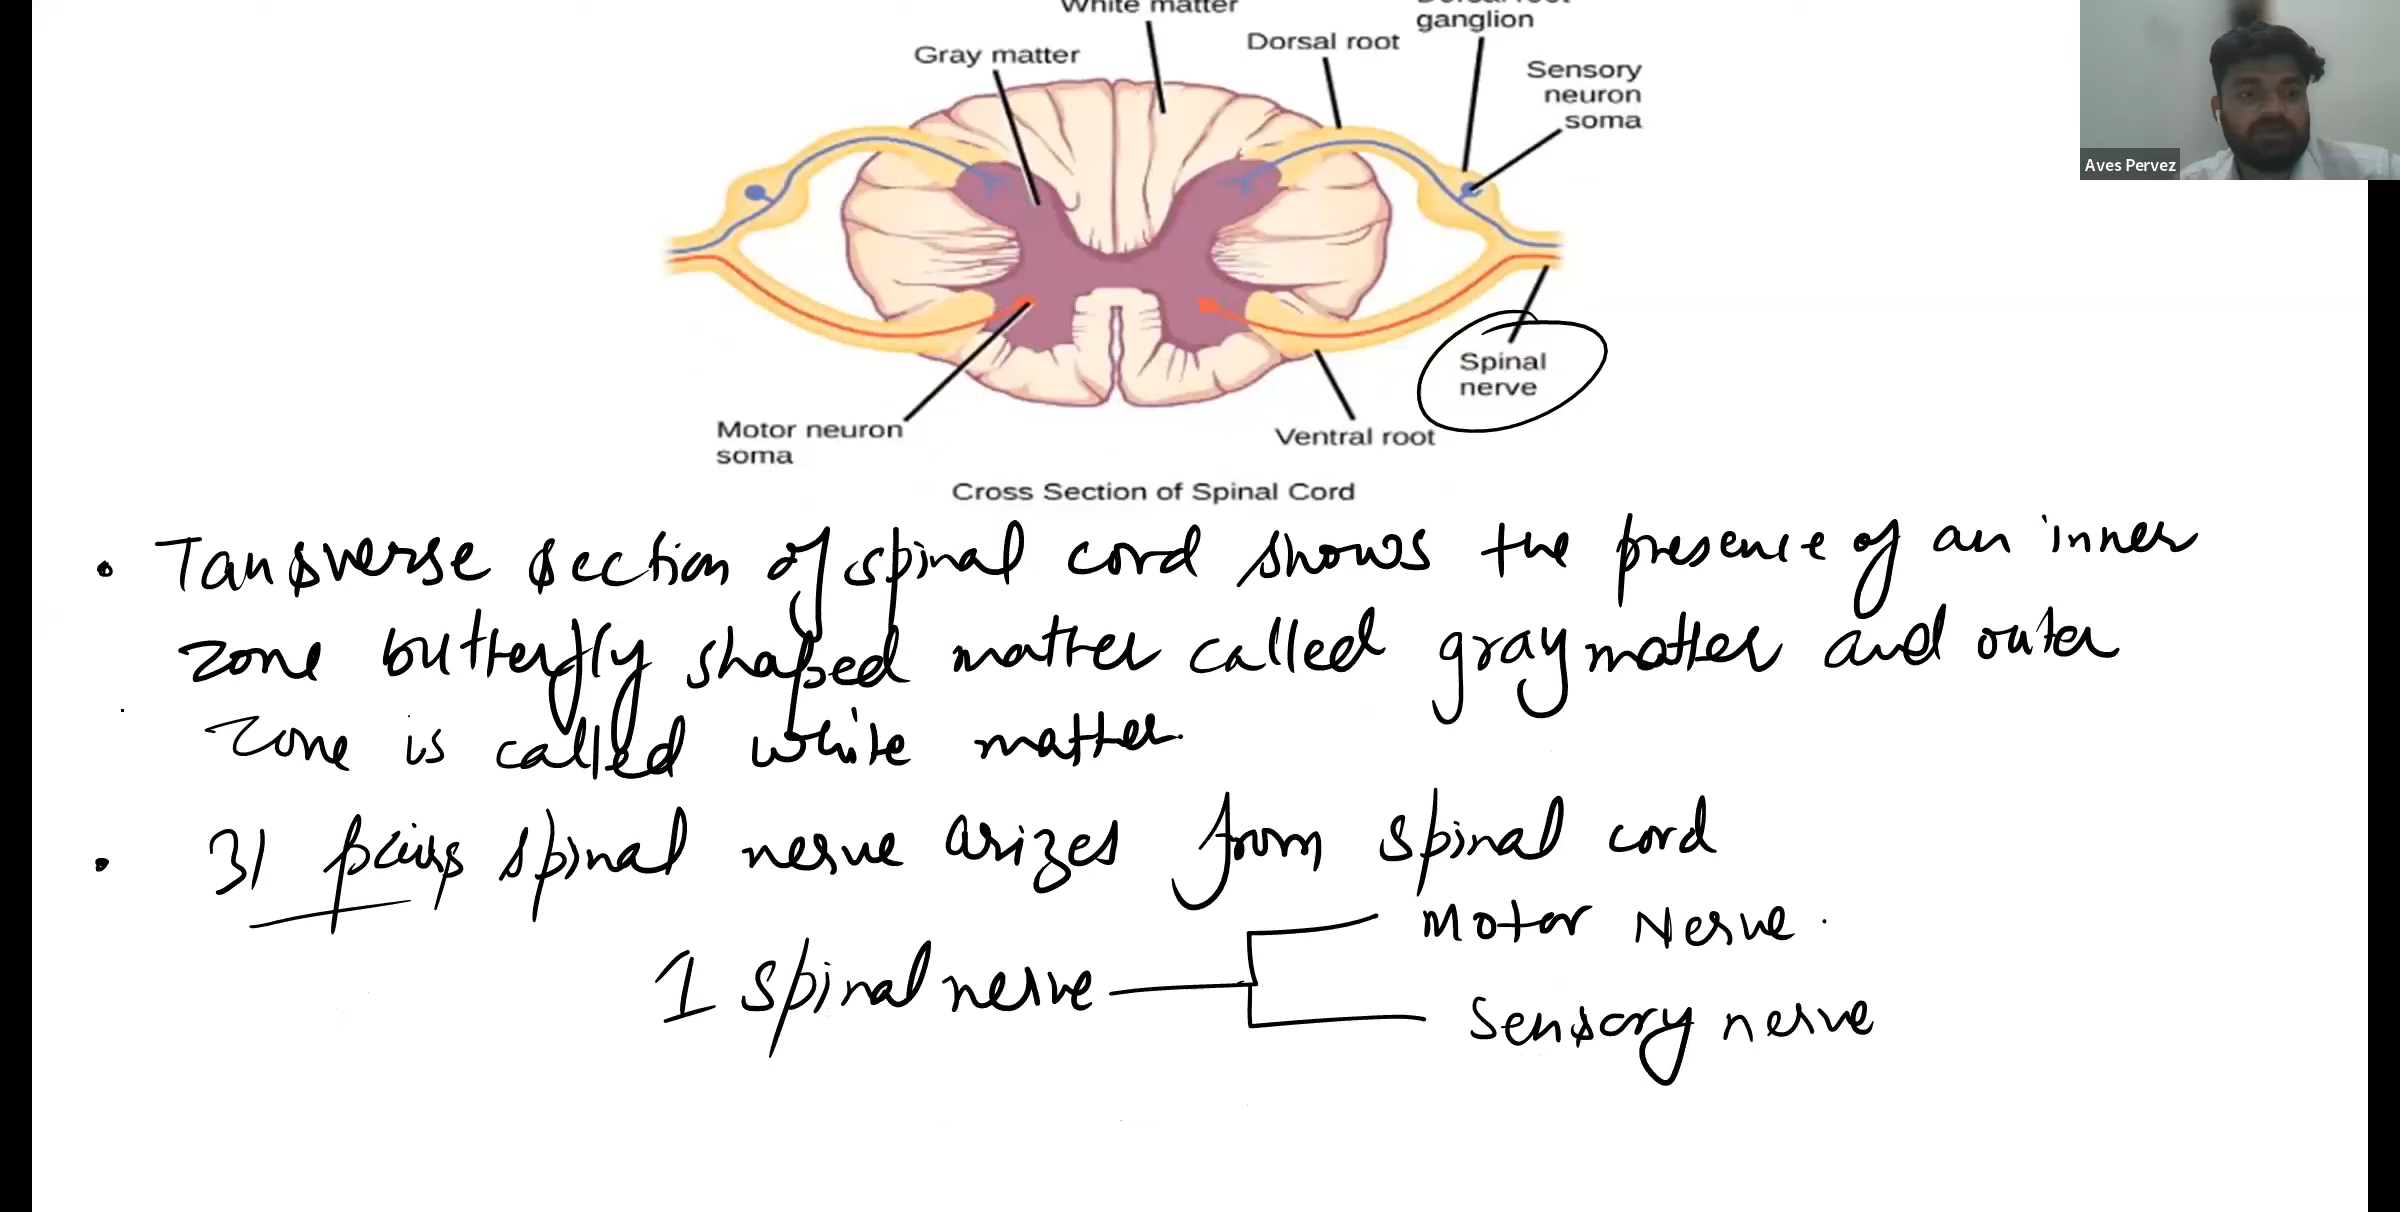 White matter
ganglion
Dorsal root
Gray matter
Sensory
neuron
soma
Aves Pervez
Spinal
nerve
Motor neuron
soma
Ventral root
Cross Section of Spinal Cord
• Tansverse section of spinal cord shows the presence of an inner
zone butterfly shaped matter called gray matter and outer
zone is called white matter.
• 31 pairs spinal nerve arizes from spinal cord
1 spinal nerve
Motor Nerve.
Sensory nerve